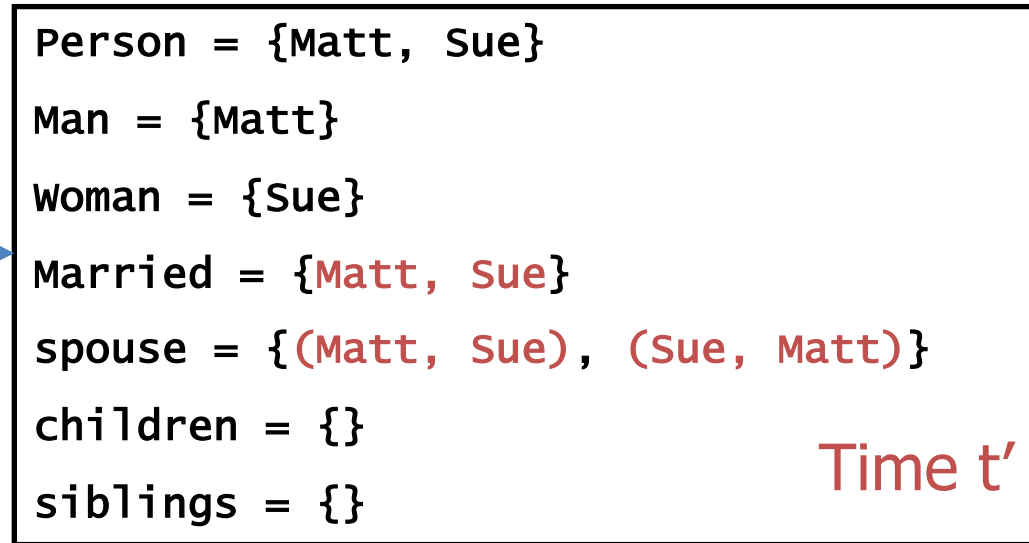 Person = {Matt, Sue}
Man = {Matt}
Woman = {Sue}
Married = {Matt, Sue}
spouse = {(Matt, Sue), (Sue, Matt)}
children = {}
siblings = {}
Time t′